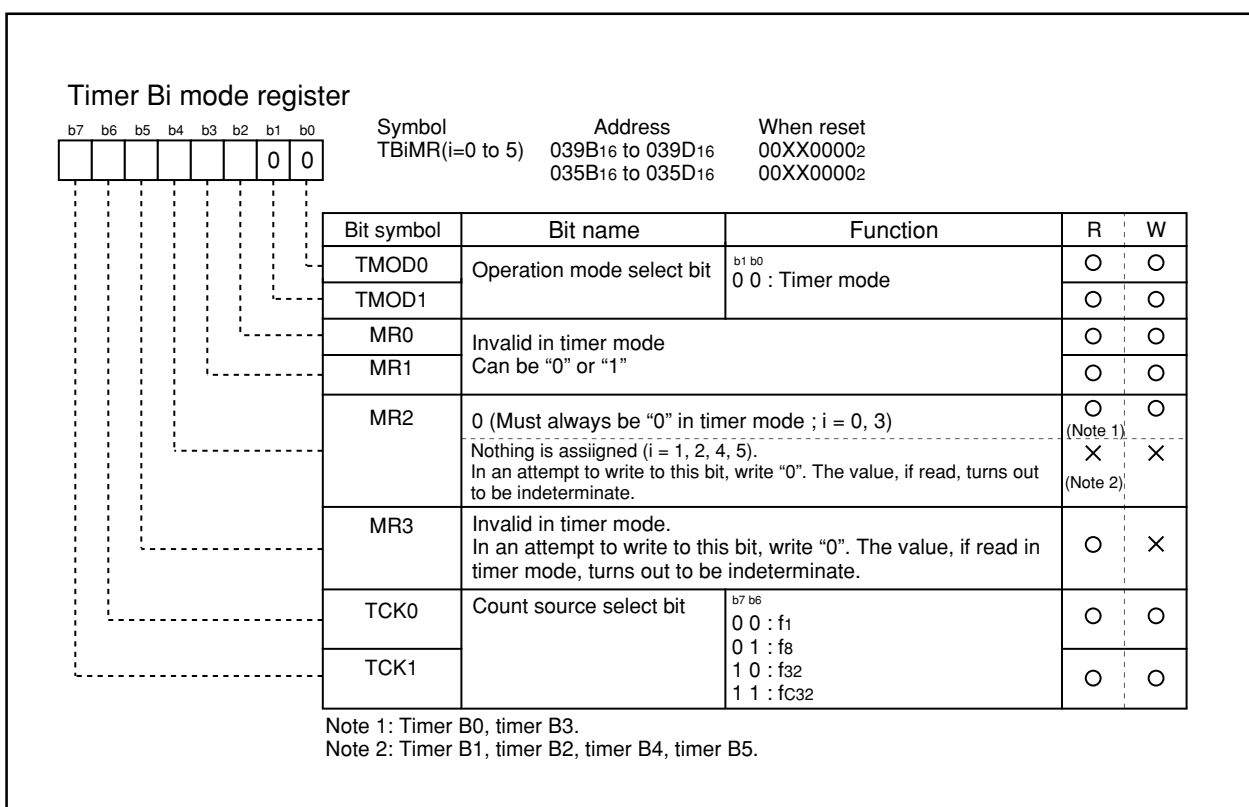 Timer Bi mode register
b7 b6 b5 b4 b3 b2 b1 b0
0 0
Symbol Address When reset
TBiMR(i=0 to 5) 039B16 to 039D16 00XX00002
035B16 to 035D16 00XX00002
Bit symbol Bit name Function R W
TMOD0 Operation mode select bit b1 b0
0 0 : Timer mode
TMOD1
MR0 Invalid in timer mode
MR1 Can be “0” or “1”
MR2 0 (Must always be “0” in timer mode ; i = 0, 3)
(Note 1)
Nothing is assiigned (i = 1, 2, 4, 5).
In an attempt to write to this bit, write “0”. The value, if read, turns out
to be indeterminate.
(Note 2)
MR3 Invalid in timer mode.
In an attempt to write to this bit, write “0”. The value, if read in
timer mode, turns out to be indeterminate.
TCK0 Count source select bit b7 b6
0 0 : f1
0 1 : f8
TCK1 1 0 : f32
1 1 : fC32
Note 1: Timer B0, timer B3.
Note 2: Timer B1, timer B2, timer B4, timer B5.